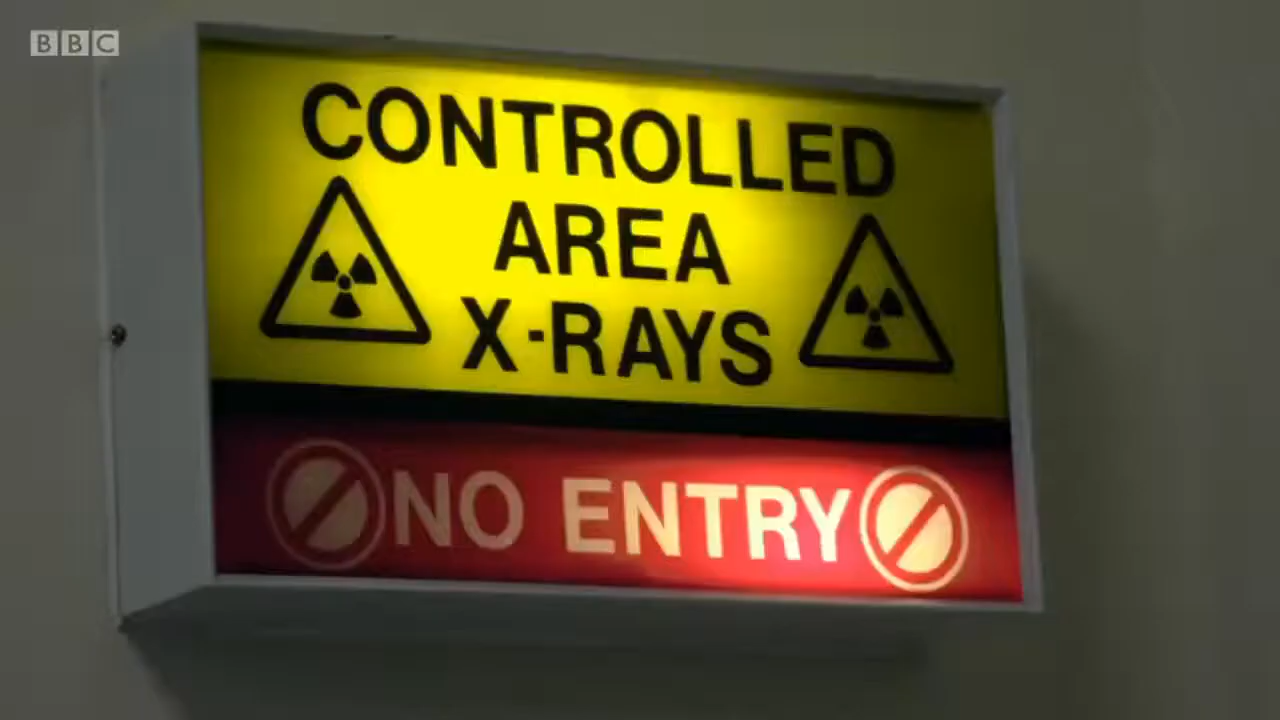 BBC
CONTROLLED
AREA
X-RAYS
NO ENTRY